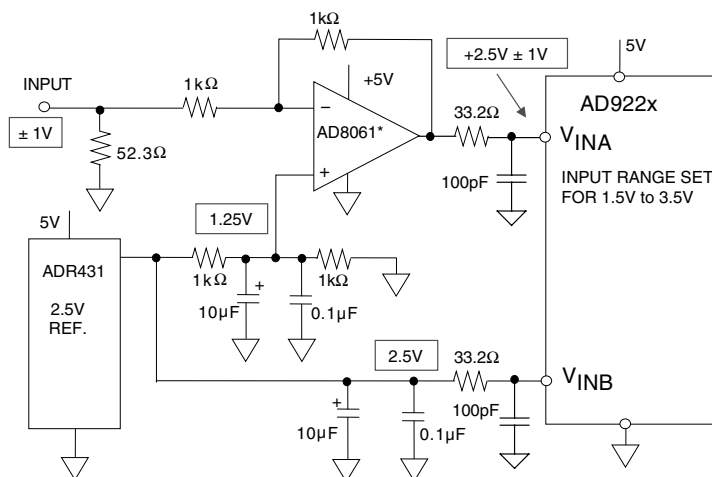 1kΩ
+2.5V ± 1V
5V
INPUT
1kΩ
+5V
AD922x
± 1V
−
AD8061*
33.2Ω
VINA
52.3Ω
+
100pF
INPUT RANGE SET
FOR 1.5V to 3.5V
5V
1.25V
ADR431
1kΩ
1kΩ
2.5V
REF.
+
10µF
0.1µF
2.5V
33.2Ω
VINB
+
100pF
10µF
0.1µF